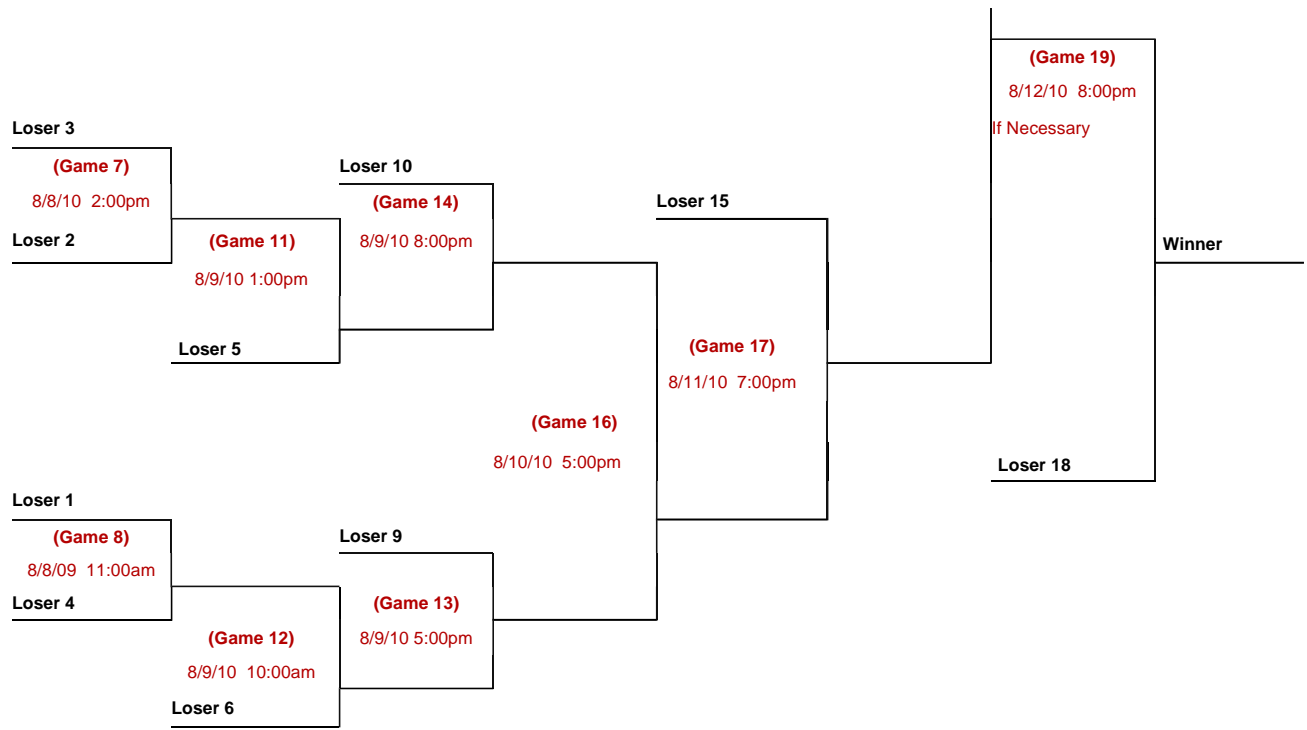 (Game 19)
8/12/10  8:00pm
If Necessary
Loser 3
(Game 7)
8/8/10  2:00pm
Loser 2
Loser 10
(Game 14)
8/9/10 8:00pm
(Game 11)
8/9/10 1:00pm
Loser 5
Loser 15
Winner
(Game 17)
8/11/10  7:00pm
(Game 16)
8/10/10  5:00pm
Loser 18
Loser 1
(Game 8)
8/8/09  11:00am
Loser 4
Loser 9
(Game 13)
8/9/10 5:00pm
(Game 12)
8/9/10  10:00am
Loser 6